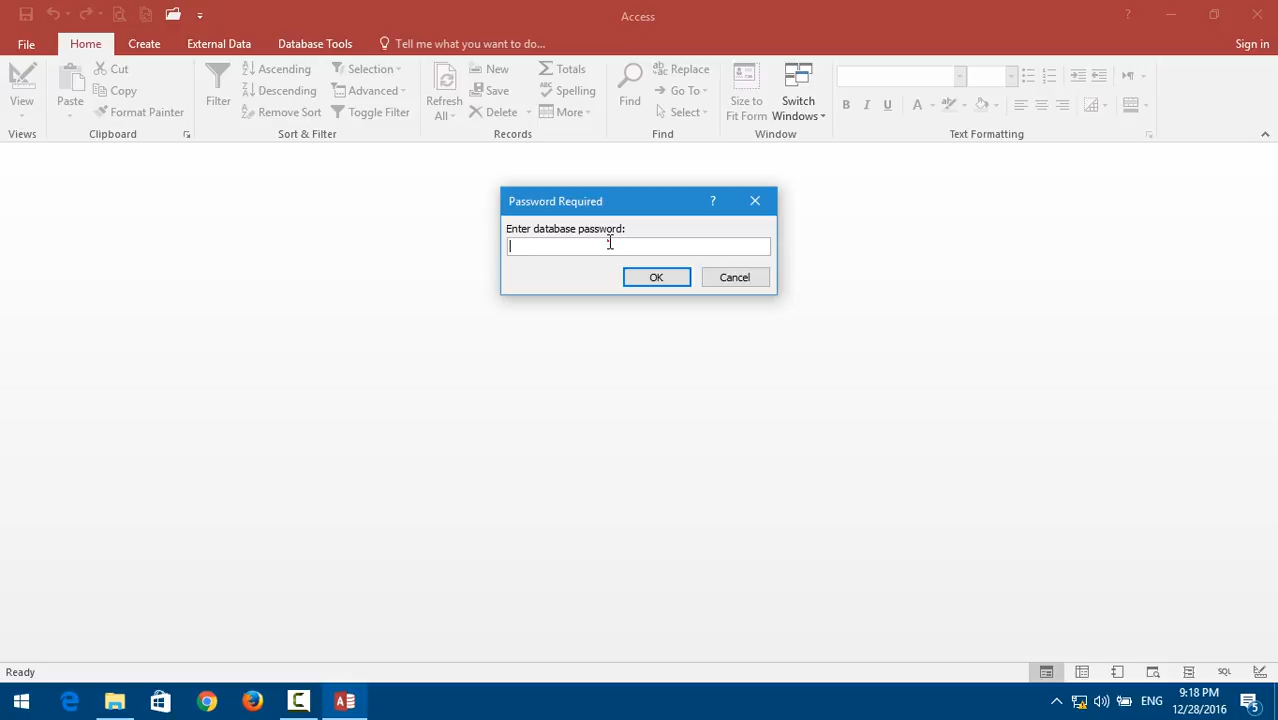 Access
Sign in
File Home Create External Data Database Tools Tell me what you want to do...
View
Views
Paste
Cut
Copy
Format Painter
Clipboard
Filter
Ascending
Descending
Remove Sort
Selection
Advanced
Toggle Filter
Sort & Filter
Refresh
All
New
Save
Delete
Totals
Spelling
More
Records
Find
Replace
Go To
Select
Find
Size to
Fit Form
Switch
Windows
Window
B I U A
Text Formatting
Password Required
Enter database password:
OK Cancel
Ready
SQL
ENG
9:18 PM
12/28/2016
5